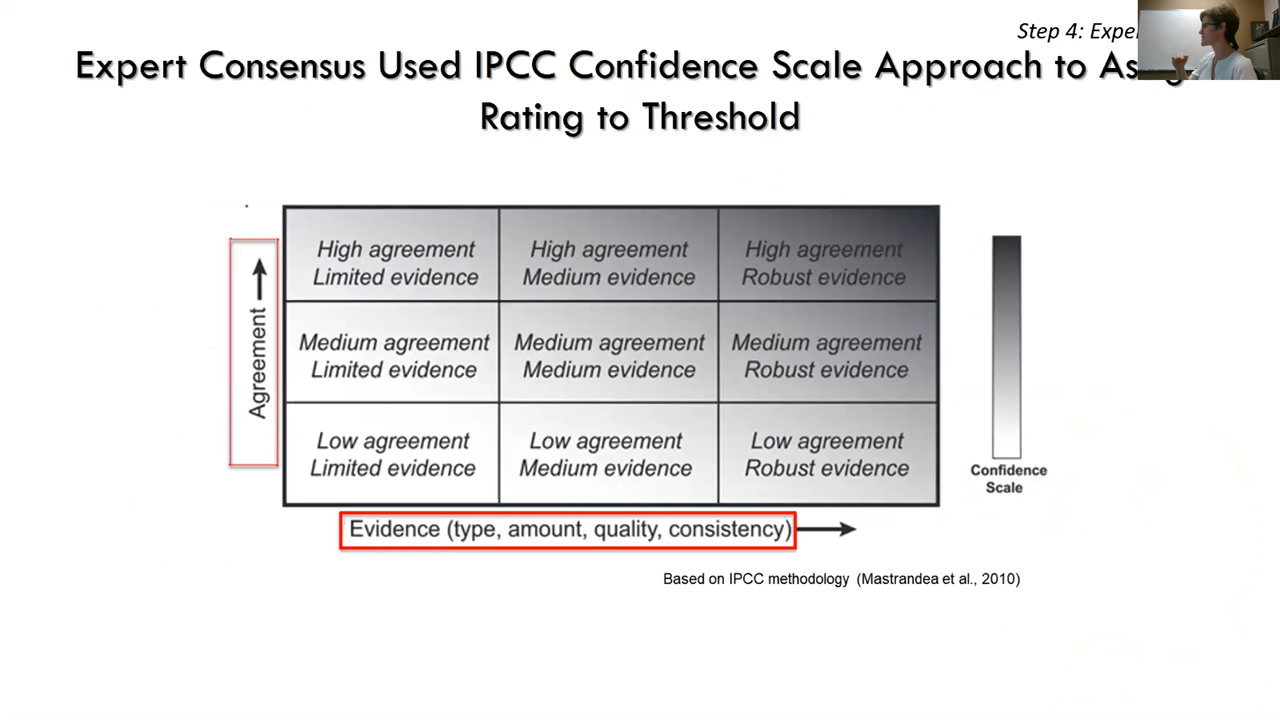 Step 4:
Expert Consensus Used IPCC Confidence Scale Approach to
Rating to Threshold
High agreement
Limited evidence
High agreement
Medium evidence
High agreement
Robust evidence
Medium agreement
Limited evidence
Medium agreement
Medium evidence
Medium agreement
Robust evidence
Low agreement
Limited evidence
Low agreement
Medium evidence
Low agreement
Robust evidence
Agreement
Confidence
Scale
Evidence (type, amount, quality, consistency)
Based on IPCC methodology (Mastrandea et al., 2010)